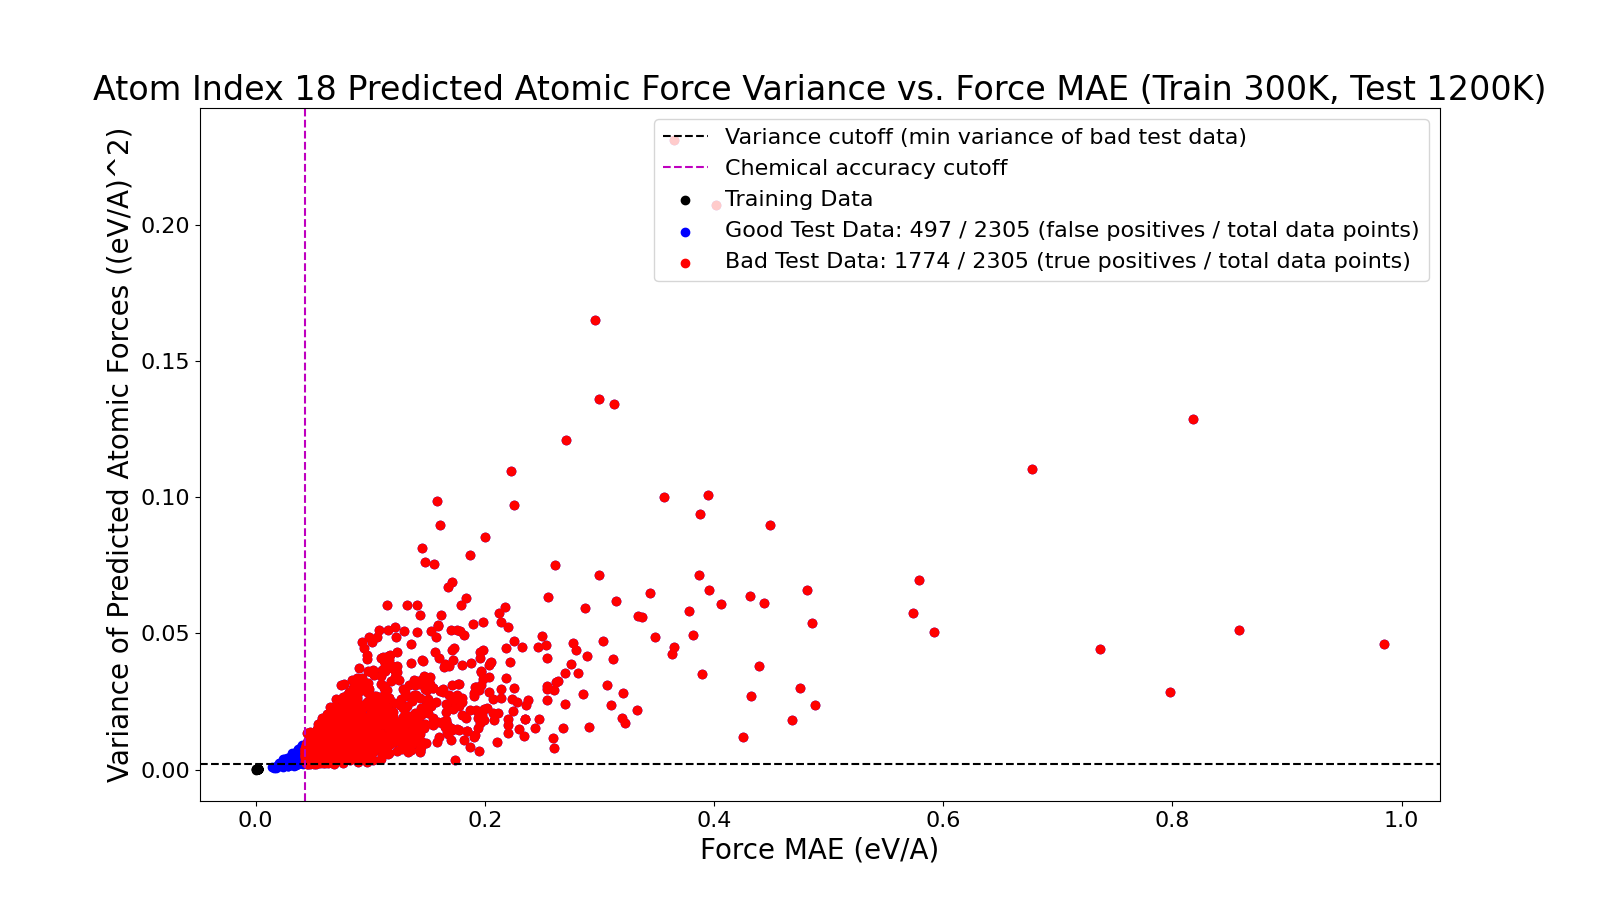 Atom Index 18 Predicted Atomic Force Variance vs. Force MAE (Train 300K, Test 1200K)
Variance cutoff (min variance of bad test data)
Chemical accuracy cutoff
Training Data
Good Test Data: 497 / 2305 (false positives / total data points)
Bad Test Data: 1774 / 2305 (true positives / total data points)
Variance of Predicted Atomic Forces ((eV/A)^2)
0.20
0.15
0.10
0.05
0.00
0.0 0.2 0.4 0.6 0.8 1.0
Force MAE (eV/A)